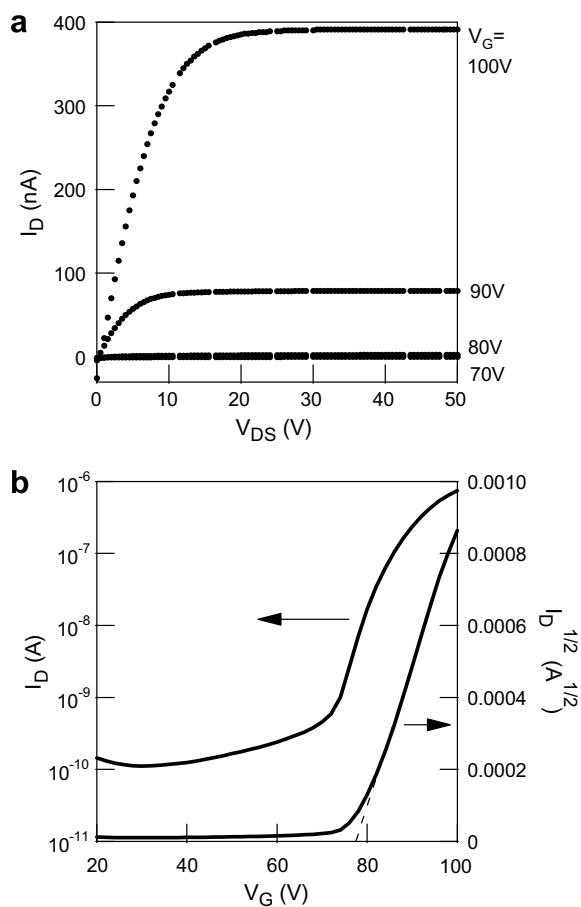 a
400
300
200
100
0
I_D (nA)
0 10 20 30 40 50
V_DS (V)
V_G=
100V
90V
80V
70V
b
10^-6
10^-7
10^-8
10^-9
10^-10
10^-11
I_D (A)
20 40 60 80 100
V_G (V)
0.0010
0.0008
0.0006
0.0004
0.0002
0
I_D^1/2 (A^1/2)